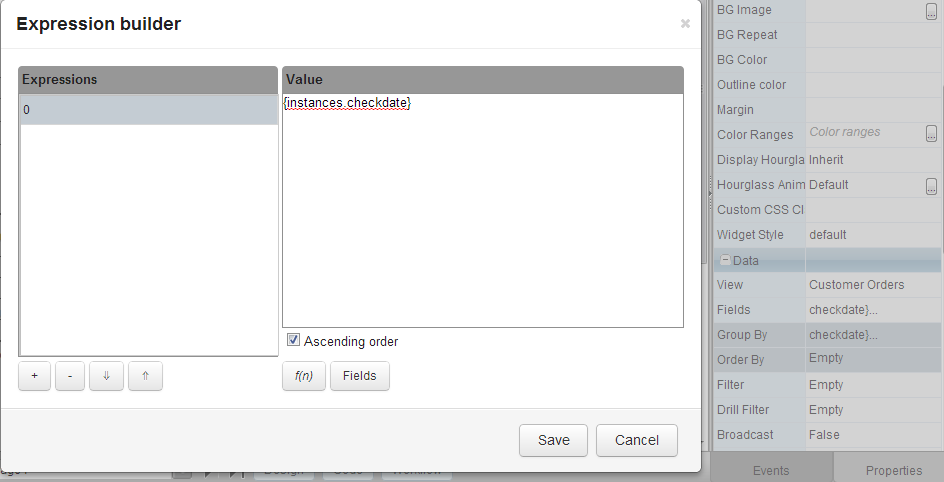 Expression builder
×
Expressions
Value
0
{instances.checkdate}
Ascending order
+
-
↓
↑
f(n)
Fields
Save
Cancel
BG Image
...
BG Repeat
BG Color
Outline color
Margin
Color Ranges Color ranges ...
Display Hourgla Inherit
Hourglass Anim Default ...
Custom CSS Cl
Widget Style default
− Data
View Customer Orders
Fields checkdate}...
Group By checkdate}...
Order By Empty
Filter Empty
Drill Filter Empty
Broadcast False
Design
Workflow
Events
Properties